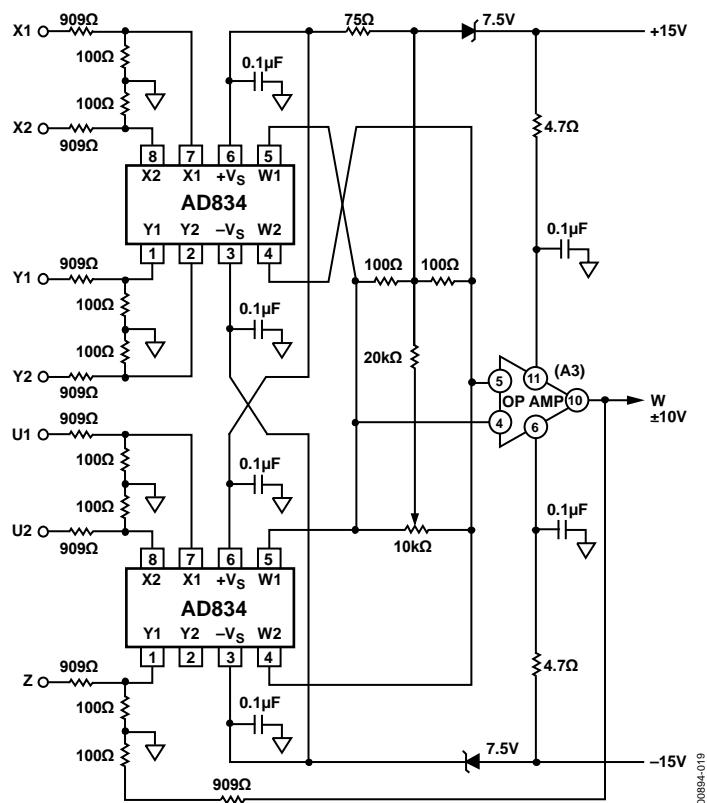 X1
909Ω
100Ω
100Ω
X2
909Ω
75Ω
7.5V
+15V
0.1µF
4.7Ω
8 7 6 5
X2 X1 +VS W1
AD834
Y1 Y2 –VS W2
1 2 3 4
0.1µF
Y1
909Ω
100Ω
100Ω
Y2
909Ω
0.1µF
100Ω 100Ω
20kΩ
11 (A3)
5
OP AMP 10
4
6
W
±10V
U1
909Ω
100Ω
100Ω
U2
909Ω
0.1µF
0.1µF
10kΩ
8 7 6 5
X2 X1 +VS W1
AD834
Y1 Y2 –VS W2
1 2 3 4
Z
909Ω
100Ω
100Ω
0.1µF
4.7Ω
7.5V
–15V
909Ω
00894-019